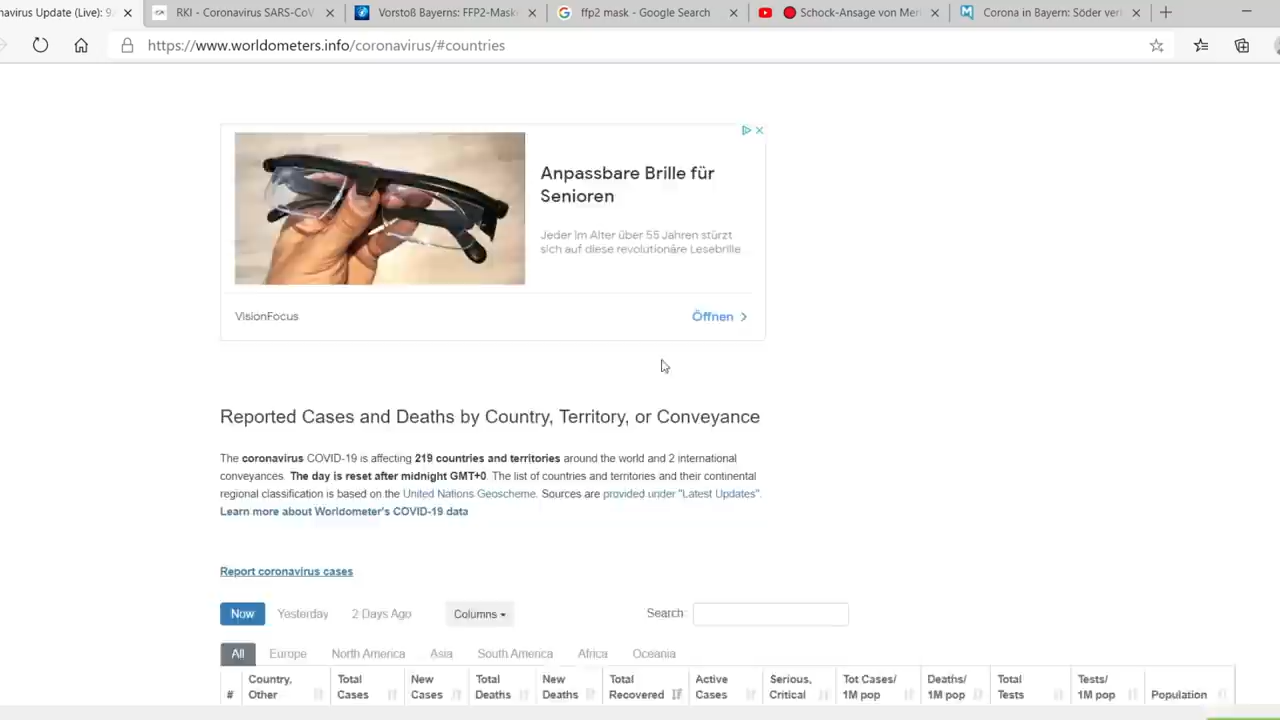 navirus Update (Live): 9. RKI - Coronavirus SARS-CoV Vorstoß Bayerns: FFP2-Mask ffp2 mask - Google Search Schock-Ansage von Mer Corona in Bayern: Söder ver
https://www.worldometers.info/coronavirus/#countries
Anpassbare Brille für
Senioren
Jeder im Alter über 55 Jahren stürzt
sich auf diese revolutionäre Lesebrille
VisionFocus
Öffnen
Reported Cases and Deaths by Country, Territory, or Conveyance
The coronavirus COVID-19 is affecting 219 countries and territories around the world and 2 international
conveyances. The day is reset after midnight GMT+0. The list of countries and territories and their continental
regional classification is based on the United Nations Geoscheme. Sources are provided under "Latest Updates".
Learn more about Worldometer's COVID-19 data
Report coronavirus cases
Now Yesterday 2 Days Ago Columns Search:
All Europe North America Asia South America Africa Oceania
# Country, Other Total Cases New Cases Total Deaths New Deaths Total Recovered Active Cases Serious, Critical Tot Cases/ 1M pop Deaths/ 1M pop Total Tests Tests/ 1M pop Population